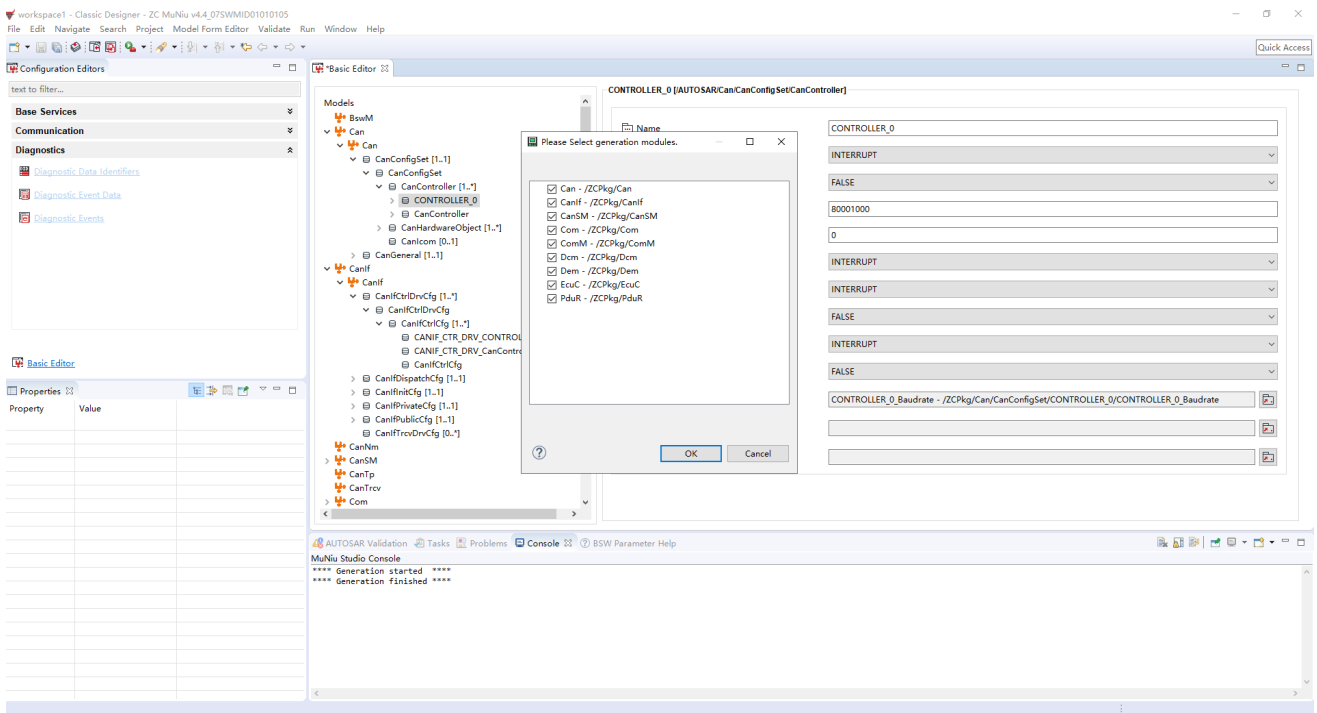 workspace1 - Classic Designer - ZC MuNiu v4.4_07SWMID01010105
File Edit Navigate Search Project Model Form Editor Validate Run Window Help
Quick Access
Configuration Editors
text to filter...
Base Services
Communication
Diagnostics
Diagnostic Data Identifiers
Diagnostic Event Data
Diagnostic Events
Basic Editor
Properties
Property Value
*Basic Editor
Models
BswM
Can
Can
CanConfigSet [1..1]
CanConfigSet
CanController [1..*]
CONTROLLER_0
CanController
CanHardwareObject [1..*]
CanIcom [0..1]
CanGeneral [1..1]
CanIf
CanIf
CanIfCtrlDrvCfg [1..*]
CanIfCtrlDrvCfg
CanIfCtrlCfg [1..*]
CANIF_CTR_DRV_CONTROL
CANIF_CTR_DRV_CanContro
CanIfCtrlCfg
CanIfDispatchCfg [1..1]
CanIfInitCfg [1..1]
CanIfPrivateCfg [1..1]
CanIfPublicCfg [1..1]
CanIfTrcvDrvCfg [0..*]
CanNm
CanSM
CanTp
CanTrcv
Com
CONTROLLER_0 [/AUTOSAR/Can/CanConfigSet/CanController]
Name
CONTROLLER_0
INTERRUPT
FALSE
80001000
0
INTERRUPT
INTERRUPT
FALSE
INTERRUPT
FALSE
CONTROLLER_0_Baudrate - /ZCPkg/Can/CanConfigSet/CONTROLLER_0/CONTROLLER_0_Baudrate
Please Select generation modules.
Can - /ZCPkg/Can
CanIf - /ZCPkg/CanIf
CanSM - /ZCPkg/CanSM
Com - /ZCPkg/Com
ComM - /ZCPkg/ComM
Dcm - /ZCPkg/Dcm
Dem - /ZCPkg/Dem
EcuC - /ZCPkg/EcuC
PduR - /ZCPkg/PduR
OK Cancel
AUTOSAR Validation Tasks Problems Console BSW Parameter Help
MuNiu Studio Console
**** Generation started ****
**** Generation finished ****